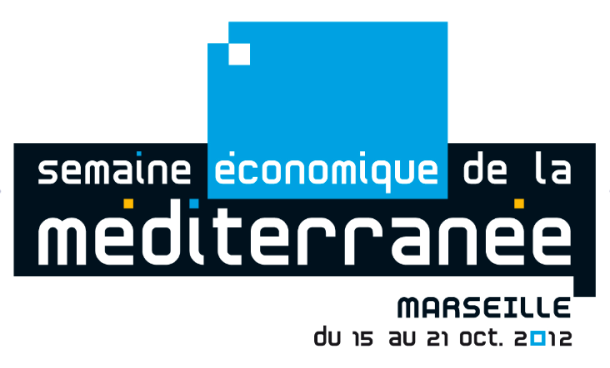 semaine économique de la
méditerranée
MARSEILLE
du 15 au 21 oct. 2012